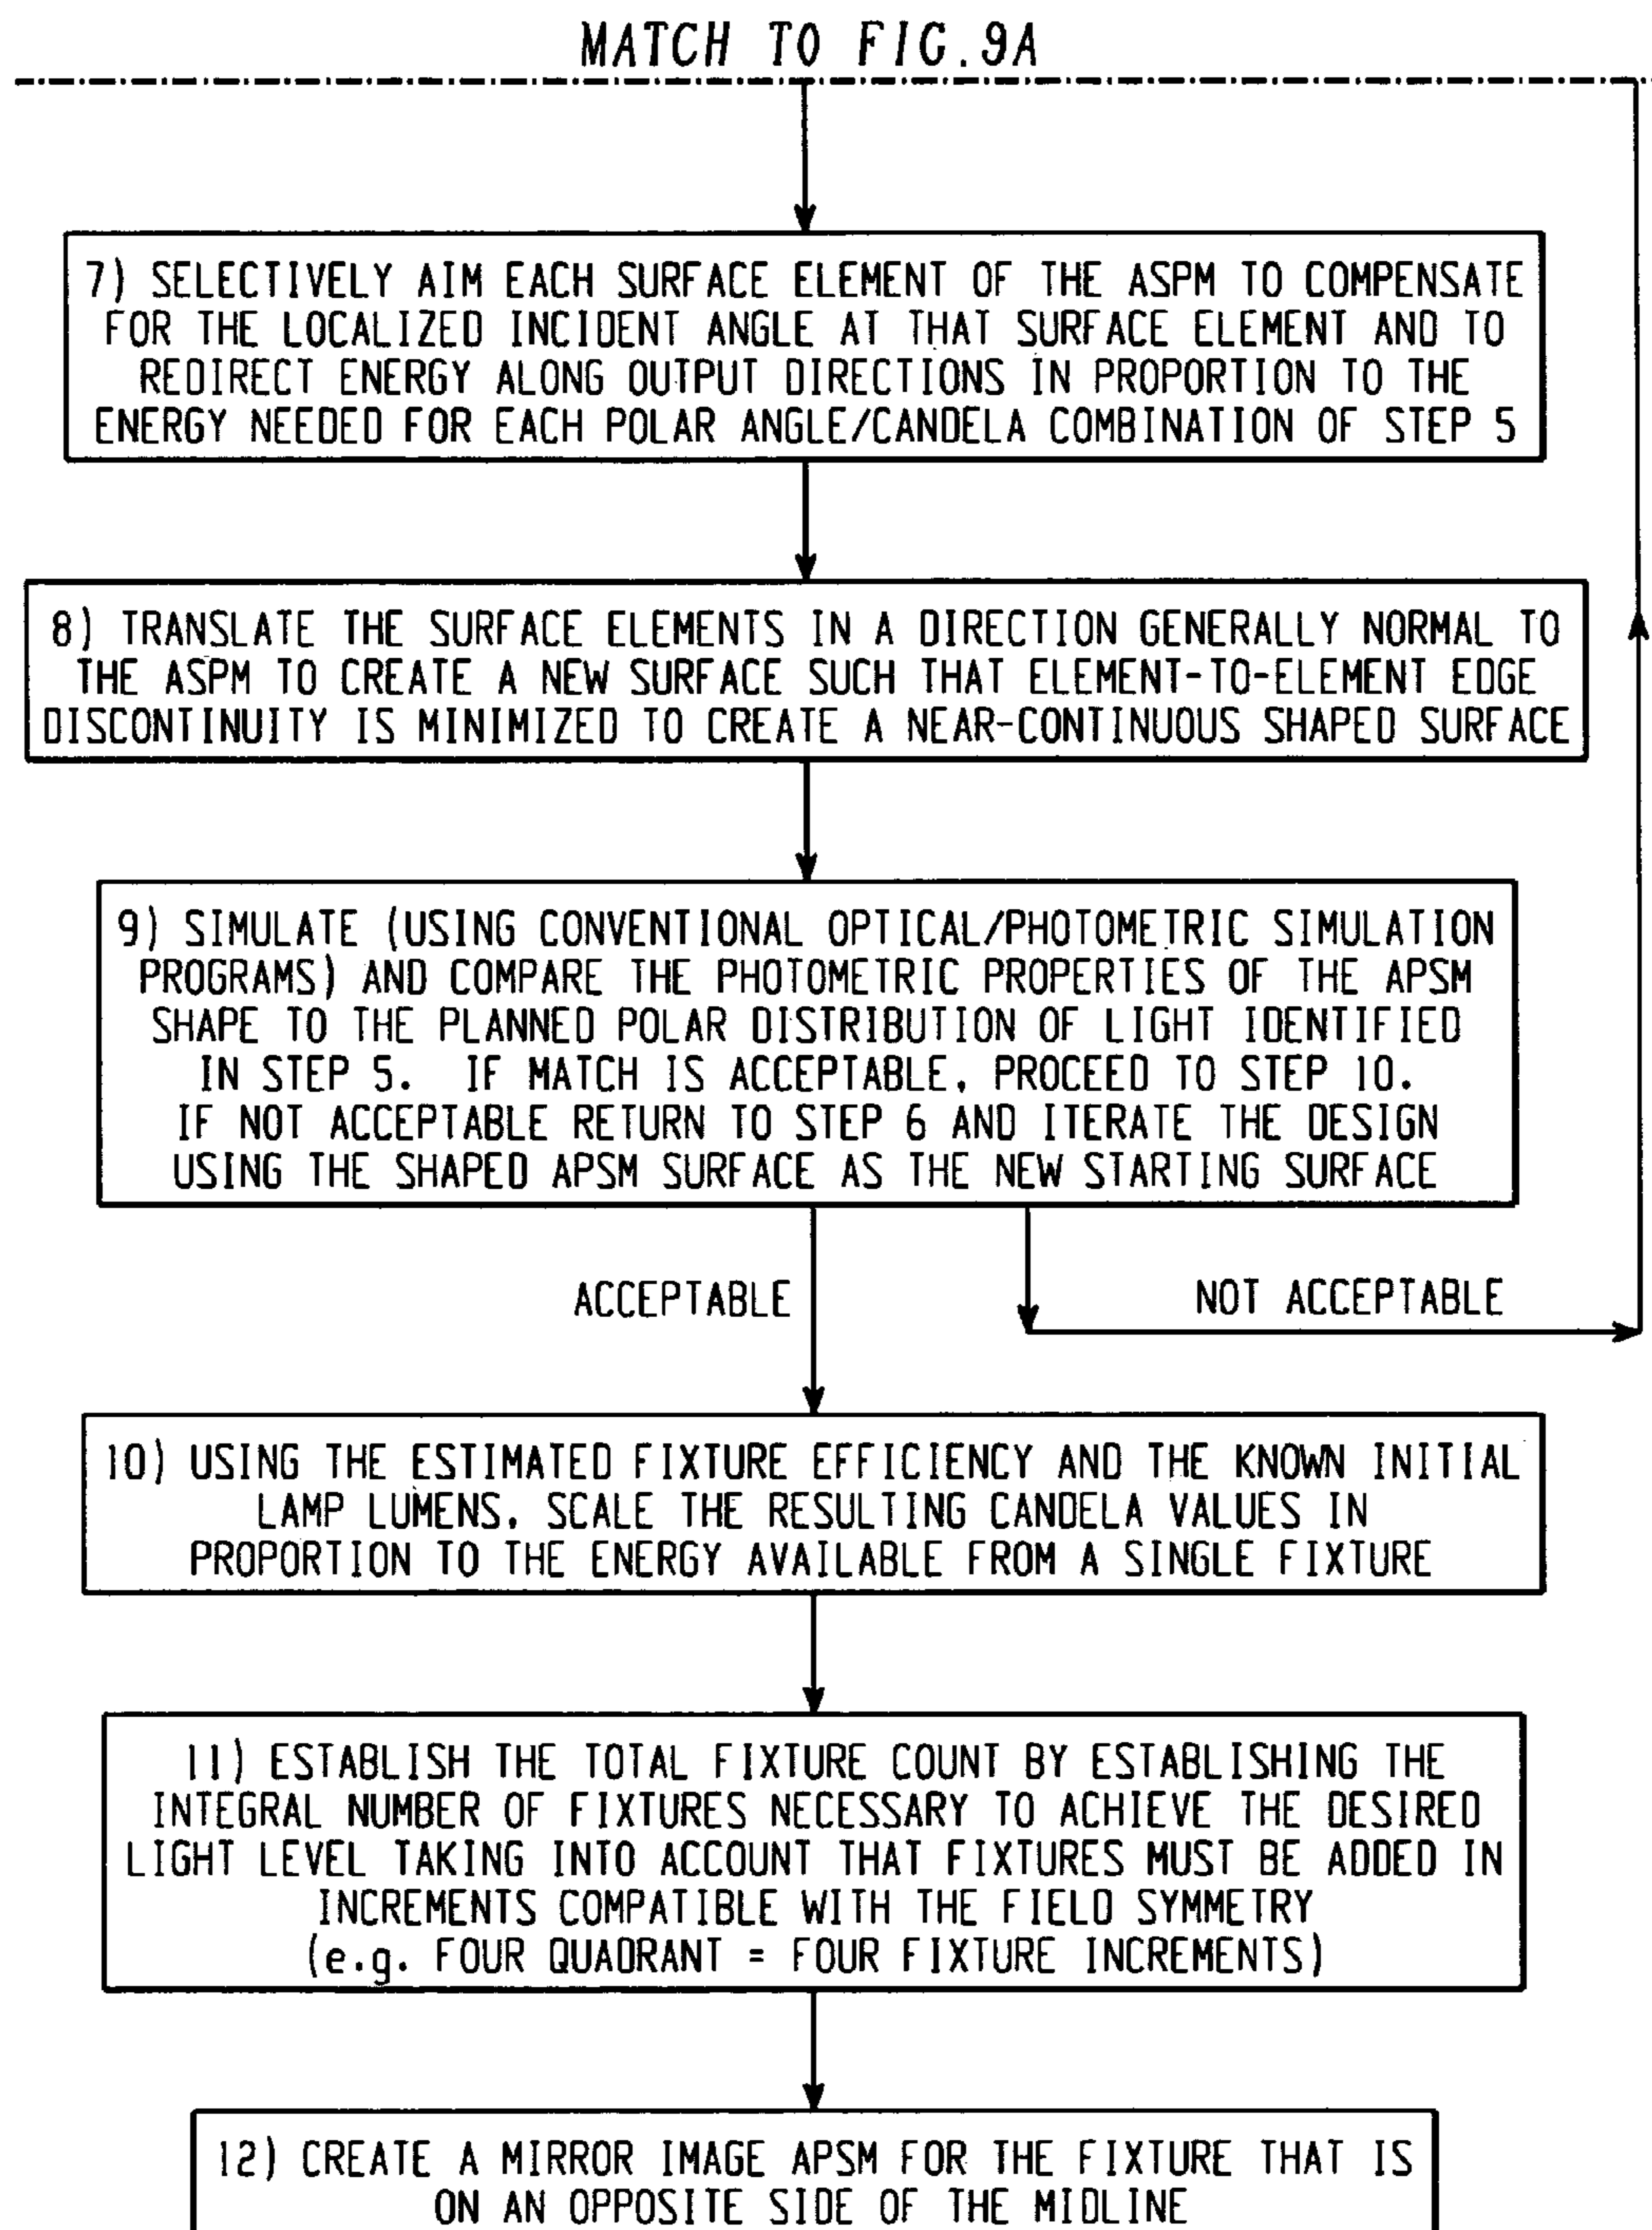 MATCH TO FIG.9A
7) SELECTIVELY AIM EACH SURFACE ELEMENT OF THE ASPM TO COMPENSATE
FOR THE LOCALIZED INCIDENT ANGLE AT THAT SURFACE ELEMENT AND TO
REDIRECT ENERGY ALONG OUTPUT DIRECTIONS IN PROPORTION TO THE
ENERGY NEEDED FOR EACH POLAR ANGLE/CANDELA COMBINATION OF STEP 5
8) TRANSLATE THE SURFACE ELEMENTS IN A DIRECTION GENERALLY NORMAL TO
THE ASPM TO CREATE A NEW SURFACE SUCH THAT ELEMENT-TO-ELEMENT EDGE
DISCONTINUITY IS MINIMIZED TO CREATE A NEAR-CONTINUOUS SHAPED SURFACE
9) SIMULATE (USING CONVENTIONAL OPTICAL/PHOTOMETRIC SIMULATION
PROGRAMS) AND COMPARE THE PHOTOMETRIC PROPERTIES OF THE APSM
SHAPE TO THE PLANNED POLAR DISTRIBUTION OF LIGHT IDENTIFIED
IN STEP 5. IF MATCH IS ACCEPTABLE, PROCEED TO STEP 10.
IF NOT ACCEPTABLE RETURN TO STEP 6 AND ITERATE THE DESIGN
USING THE SHAPED APSM SURFACE AS THE NEW STARTING SURFACE
ACCEPTABLE
NOT ACCEPTABLE
10) USING THE ESTIMATED FIXTURE EFFICIENCY AND THE KNOWN INITIAL
LAMP LUMENS, SCALE THE RESULTING CANDELA VALUES IN
PROPORTION TO THE ENERGY AVAILABLE FROM A SINGLE FIXTURE
11) ESTABLISH THE TOTAL FIXTURE COUNT BY ESTABLISHING THE
INTEGRAL NUMBER OF FIXTURES NECESSARY TO ACHIEVE THE DESIRED
LIGHT LEVEL TAKING INTO ACCOUNT THAT FIXTURES MUST BE ADDED IN
INCREMENTS COMPATIBLE WITH THE FIELD SYMMETRY
(e.g. FOUR QUADRANT = FOUR FIXTURE INCREMENTS)
12) CREATE A MIRROR IMAGE APSM FOR THE FIXTURE THAT IS
ON AN OPPOSITE SIDE OF THE MIDLINE